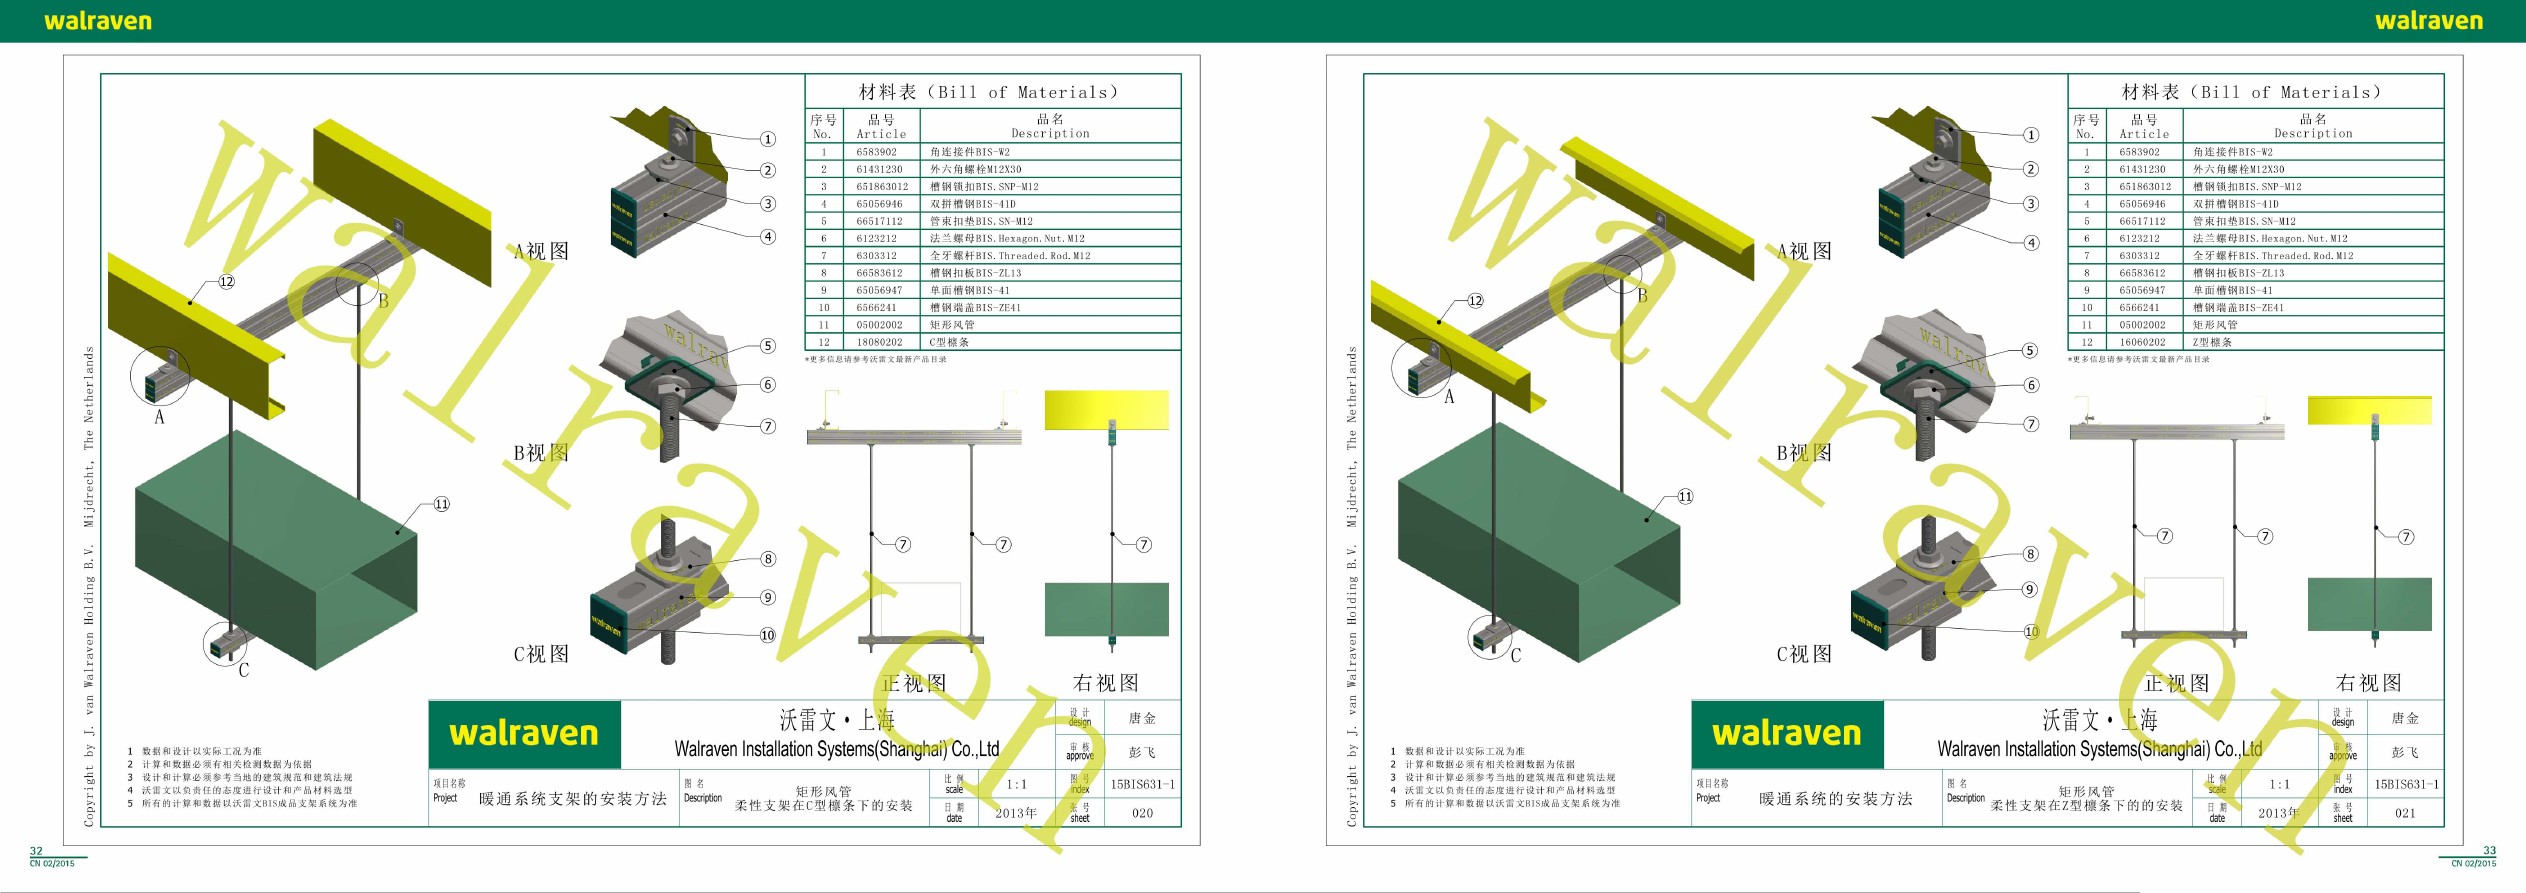 walraven
walraven
材料表（Bill of Materials）
序号 品号 品名
No. Article Description
1 6583902 角连接件BIS-W2
2 61431230 外六角螺栓M12X30
3 651863012 槽钢锁扣BIS.SNP-M12
4 65056946 双拼槽钢BIS-41D
5 66517112 管束扣垫BIS.SN-M12
6 6123212 法兰螺母BIS.Hexagon.Nut.M12
7 6303312 全牙螺杆BIS.Threaded.Rod.M12
8 66583612 槽钢扣板BIS-ZL13
9 65056947 单面槽钢BIS-41
10 6566241 槽钢端盖BIS-ZE41
11 05002002 矩形风管
12 18080202 C型檩条
*更多信息请参考沃雷文最新产品目录
1
2
3
4
A视图
12
B
5
6
7
B视图
A
11
8
9
10
C视图
C
7
7
7
正视图
右视图
walraven
walraven
walraven
walrav
walraven
walraven
Copyright by J. van Walraven Holding B.V. Mijdrecht, The Netherlands
1 数据和设计以实际工况为准
2 计算和数据必须有相关检测数据为依据
3 设计和计算必须参考当地的建筑规范和建筑法规
4 沃雷文以负责任的态度进行设计和产品材料选型
5 所有的计算和数据以沃雷文BIS成品支架系统为准
walraven
沃雷文·上海
Walraven Installation Systems(Shanghai) Co.,Ltd
设计 design 唐金
审核 approve 彭飞
项目名称 Project 暖通系统支架的安装方法
图名 Description 矩形风管
柔性支架在C型檩条下的安装
比例 scale 1:1
图号 index 15BIS631-1
日期 date 2013年
张号 sheet 020
32
CN 02/2015
材料表（Bill of Materials）
序号 品号 品名
No. Article Description
1 6583902 角连接件BIS-W2
2 61431230 外六角螺栓M12X30
3 651863012 槽钢锁扣BIS.SNP-M12
4 65056946 双拼槽钢BIS-41D
5 66517112 管束扣垫BIS.SN-M12
6 6123212 法兰螺母BIS.Hexagon.Nut.M12
7 6303312 全牙螺杆BIS.Threaded.Rod.M12
8 66583612 槽钢扣板BIS-ZL13
9 65056947 单面槽钢BIS-41
10 6566241 槽钢端盖BIS-ZE41
11 05002002 矩形风管
12 16060202 Z型檩条
*更多信息请参考沃雷文最新产品目录
1
2
3
4
A视图
12
B
5
6
7
B视图
A
11
8
9
10
C视图
C
7
7
7
正视图
右视图
walraven
walraven
walraven
walrav
walraven
walraven
Copyright by J. van Walraven Holding B.V. Mijdrecht, The Netherlands
1 数据和设计以实际工况为准
2 计算和数据必须有相关检测数据为依据
3 设计和计算必须参考当地的建筑规范和建筑法规
4 沃雷文以负责任的态度进行设计和产品材料选型
5 所有的计算和数据以沃雷文BIS成品支架系统为准
walraven
沃雷文·上海
Walraven Installation Systems(Shanghai) Co.,Ltd
设计 design 唐金
审核 approve 彭飞
项目名称 Project 暖通系统的安装方法
图名 Description 矩形风管
柔性支架在Z型檩条下的的安装
比例 scale 1:1
图号 index 15BIS631-1
日期 date 2013年
张号 sheet 021
33
CN 02/2015